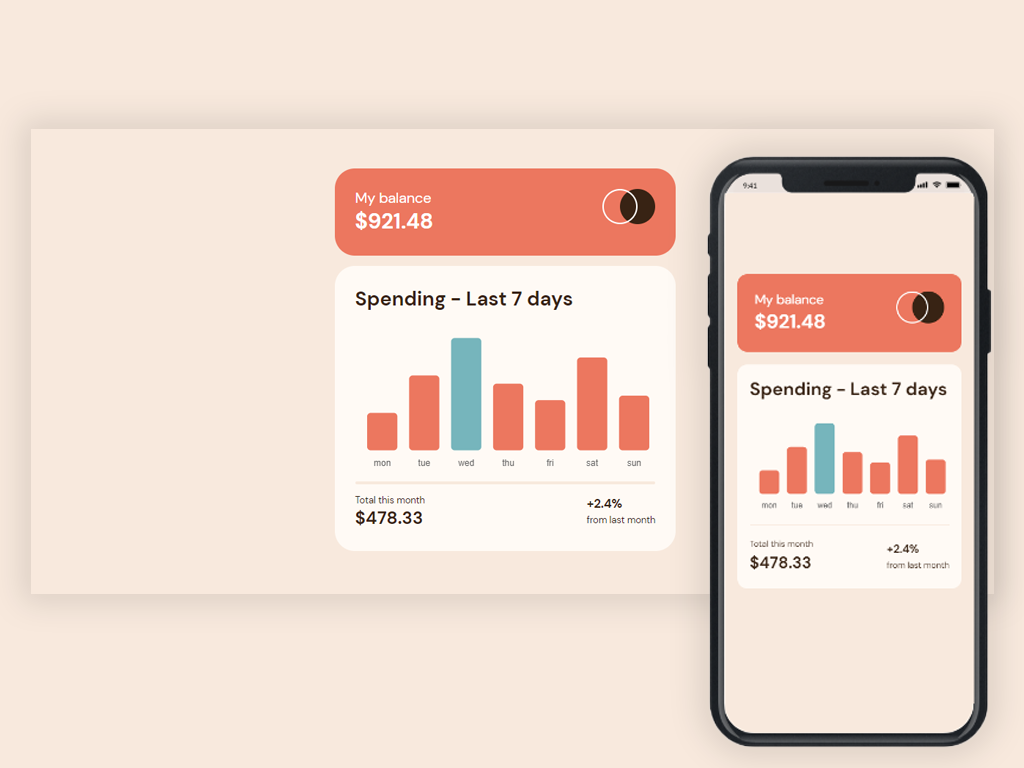 My balance
$921.48
Spending - Last 7 days
mon tue wed thu fri sat sun
Total this month
$478.33
+2.4%
from last month
9:41
My balance
$921.48
Spending - Last 7 days
mon tue wed thu fri sat sun
Total this month
$478.33
+2.4%
from last month